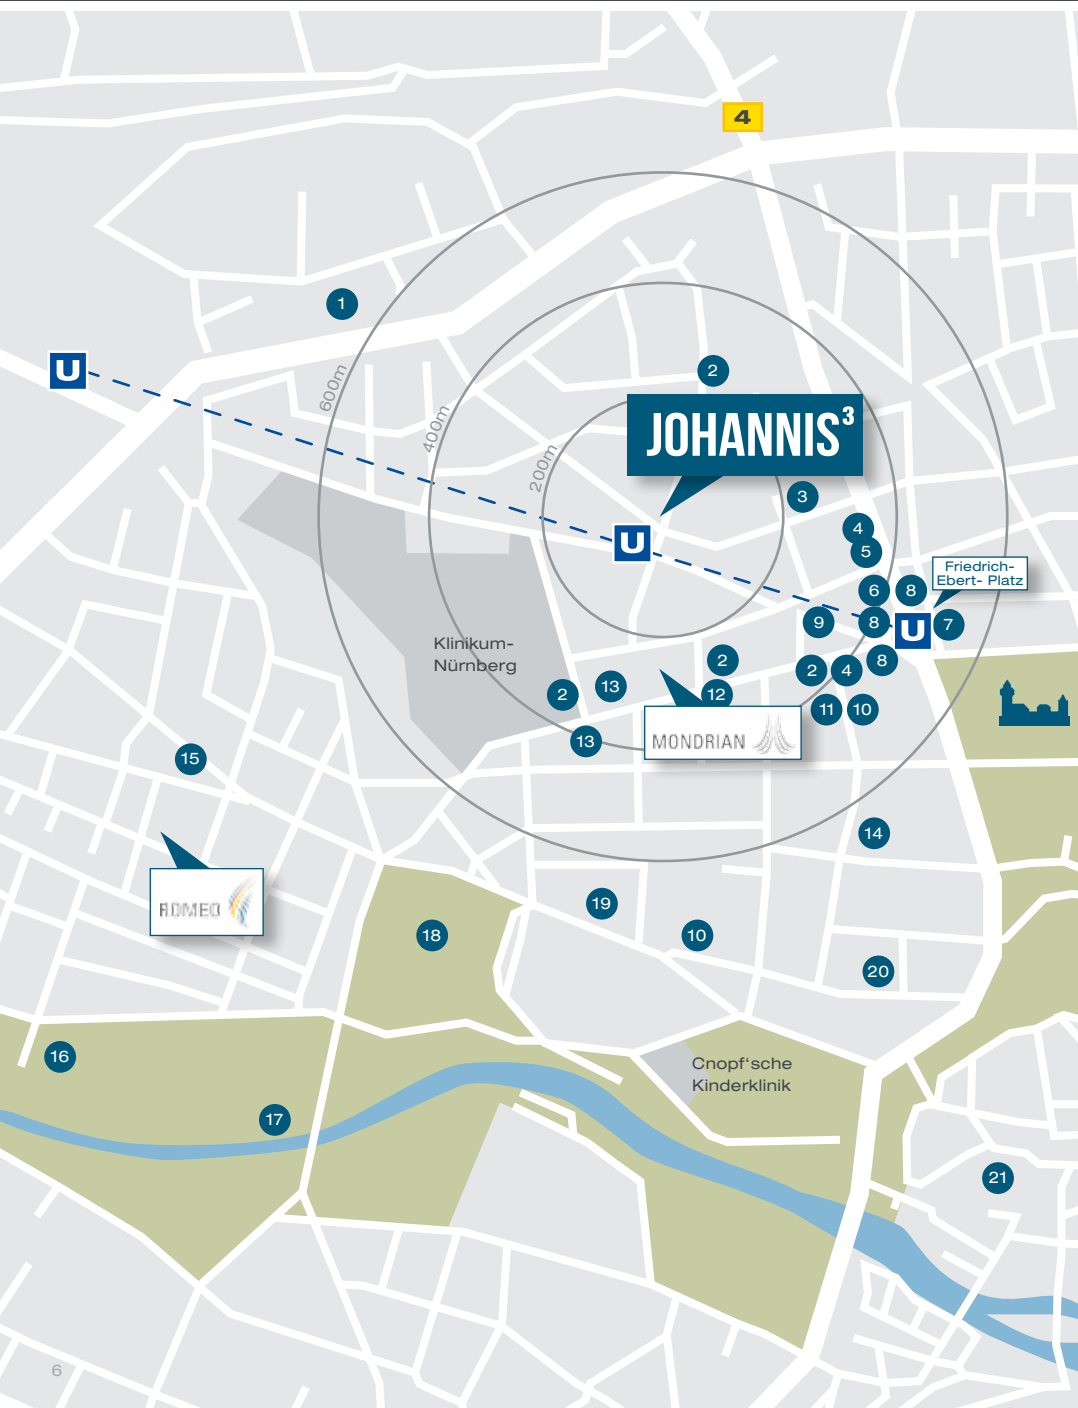 4
1
600m
400m
200m
U
2
JOHANNIS³
3
4
5
U
Friedrich-
Ebert- Platz
6
8
9
8
U
7
Klinikum-
Nürnberg
2
2
4
8
2
13
12
11
10
13
MONDRIAN
15
14
ROMEO
19
18
10
20
16
Cnopf‘sche
Kinderklinik
17
21
6